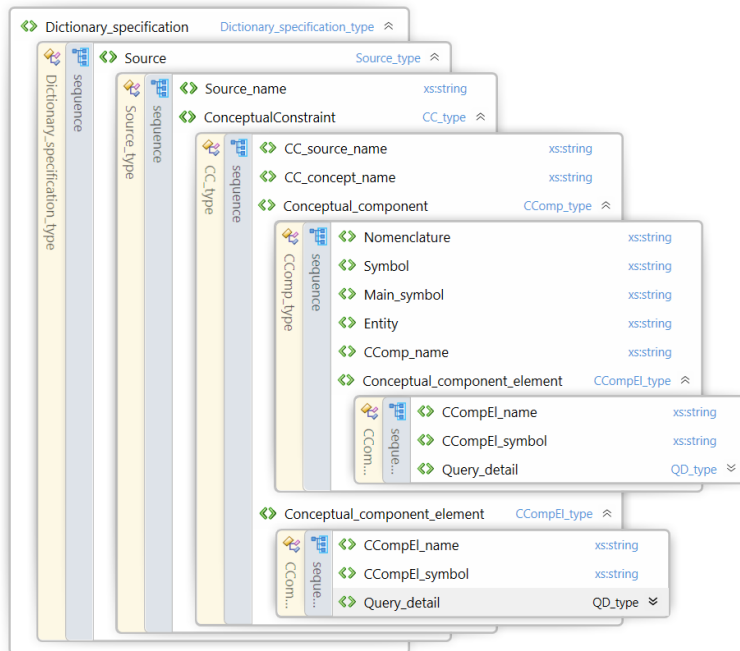 Dictionary_specification Dictionary_specification_type
Dictionary_specification_type
sequence
Source Source_type
Source_type
sequence
Source_name xs:string
ConceptualConstraint CC_type
CC_type
sequence
CC_source_name xs:string
CC_concept_name xs:string
Conceptual_component CComp_type
CComp_type
sequence
Nomenclature xs:string
Symbol xs:string
Main_symbol xs:string
Entity xs:string
CComp_name xs:string
Conceptual_component_element CCompEl_type
CCom...
seque...
CCompEl_name xs:string
CCompEl_symbol xs:string
Query_detail QD_type
Conceptual_component_element CCompEl_type
CCom...
seque...
CCompEl_name xs:string
CCompEl_symbol xs:string
Query_detail QD_type